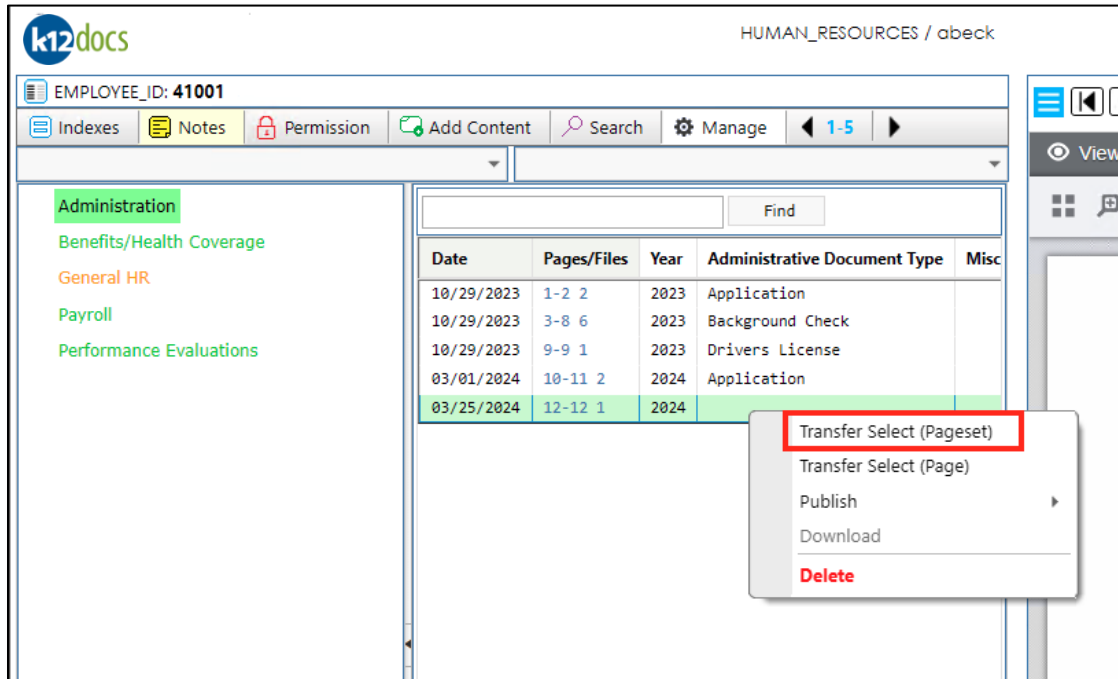 k12docs
HUMAN_RESOURCES / abeck
EMPLOYEE_ID: 41001
Indexes Notes Permission Add Content Search Manage 1-5
View
Administration
Benefits/Health Coverage
General HR
Payroll
Performance Evaluations
Find
Date Pages/Files Year Administrative Document Type Misc
10/29/2023 1-2 2 2023 Application
10/29/2023 3-8 6 2023 Background Check
10/29/2023 9-9 1 2023 Drivers License
03/01/2024 10-11 2 2024 Application
03/25/2024 12-12 1 2024
Transfer Select (Pageset)
Transfer Select (Page)
Publish
Download
Delete